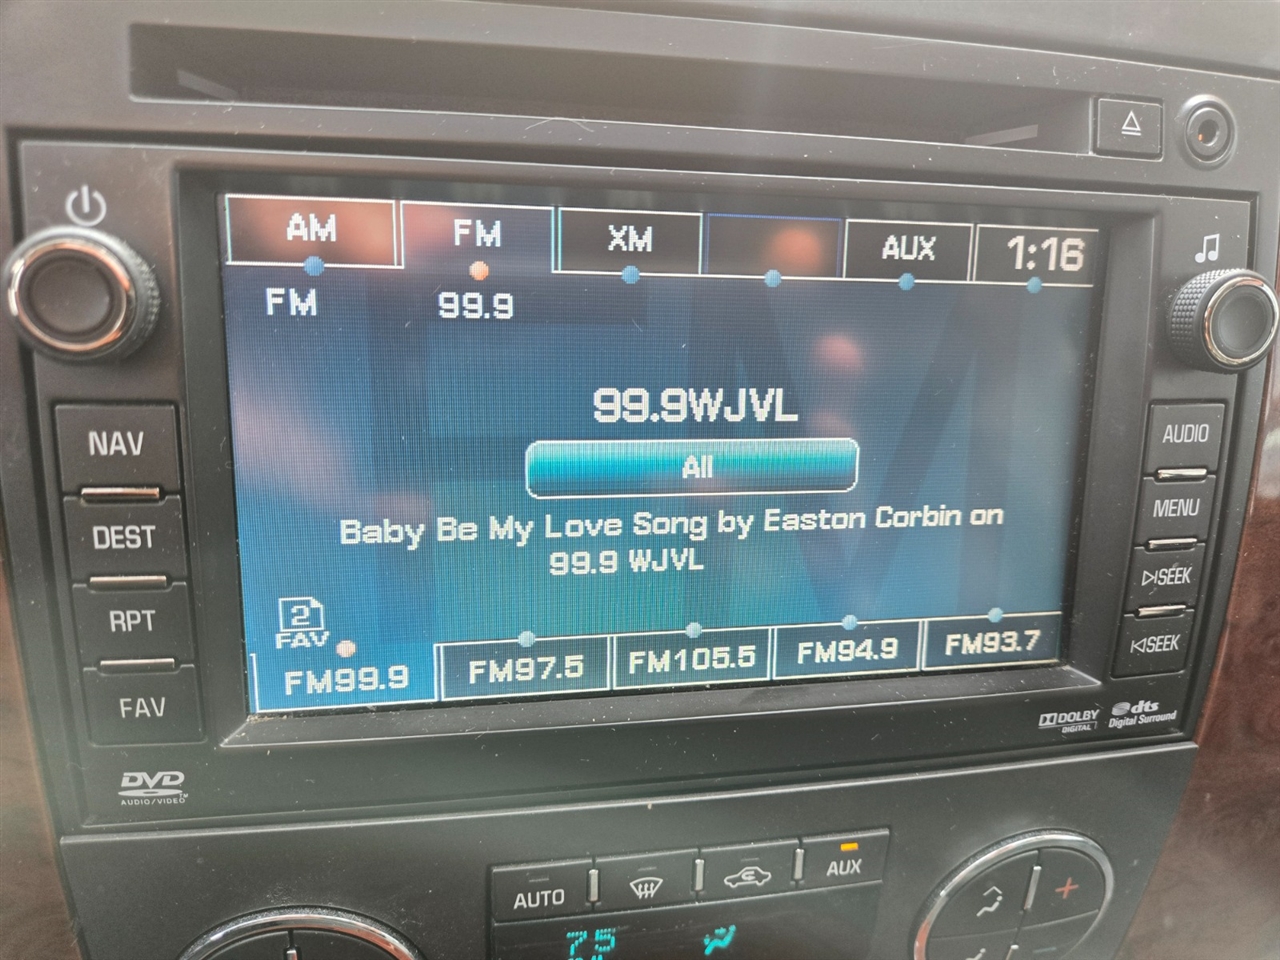 AM FM XM AUX 1:16
FM 99.9
99.9WJVL
All
Baby Be My Love Song by Easton Corbin on
99.9 WJVL
2
FAV
FM99.9 FM97.5 FM105.5 FM94.9 FM93.7
NAV
DEST
RPT
FAV
AUDIO
MENU
SEEK
SEEK
DVD
AUDIO/VIDEO™
DOLBY
DIGITAL
dts
Digital Surround
AUTO
AUX
75